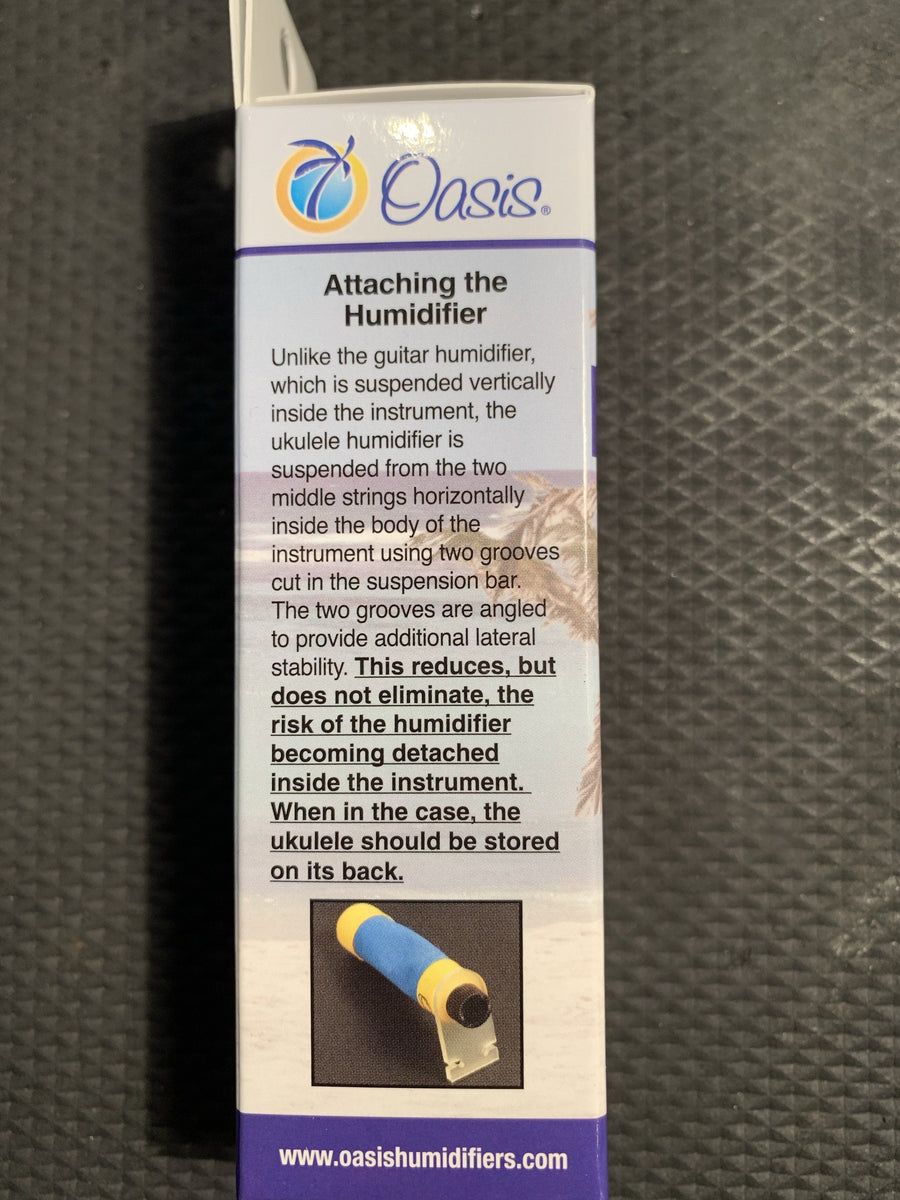 Oasis®
Attaching the
Humidifier
Unlike the guitar humidifier,
which is suspended vertically
inside the instrument, the
ukulele humidifier is
suspended from the two
middle strings horizontally
inside the body of the
instrument using two grooves
cut in the suspension bar.
The two grooves are angled
to provide additional lateral
stability. This reduces, but
does not eliminate, the
risk of the humidifier
becoming detached
inside the instrument.
When in the case, the
ukulele should be stored
on its back.
www.oasishumidifiers.com